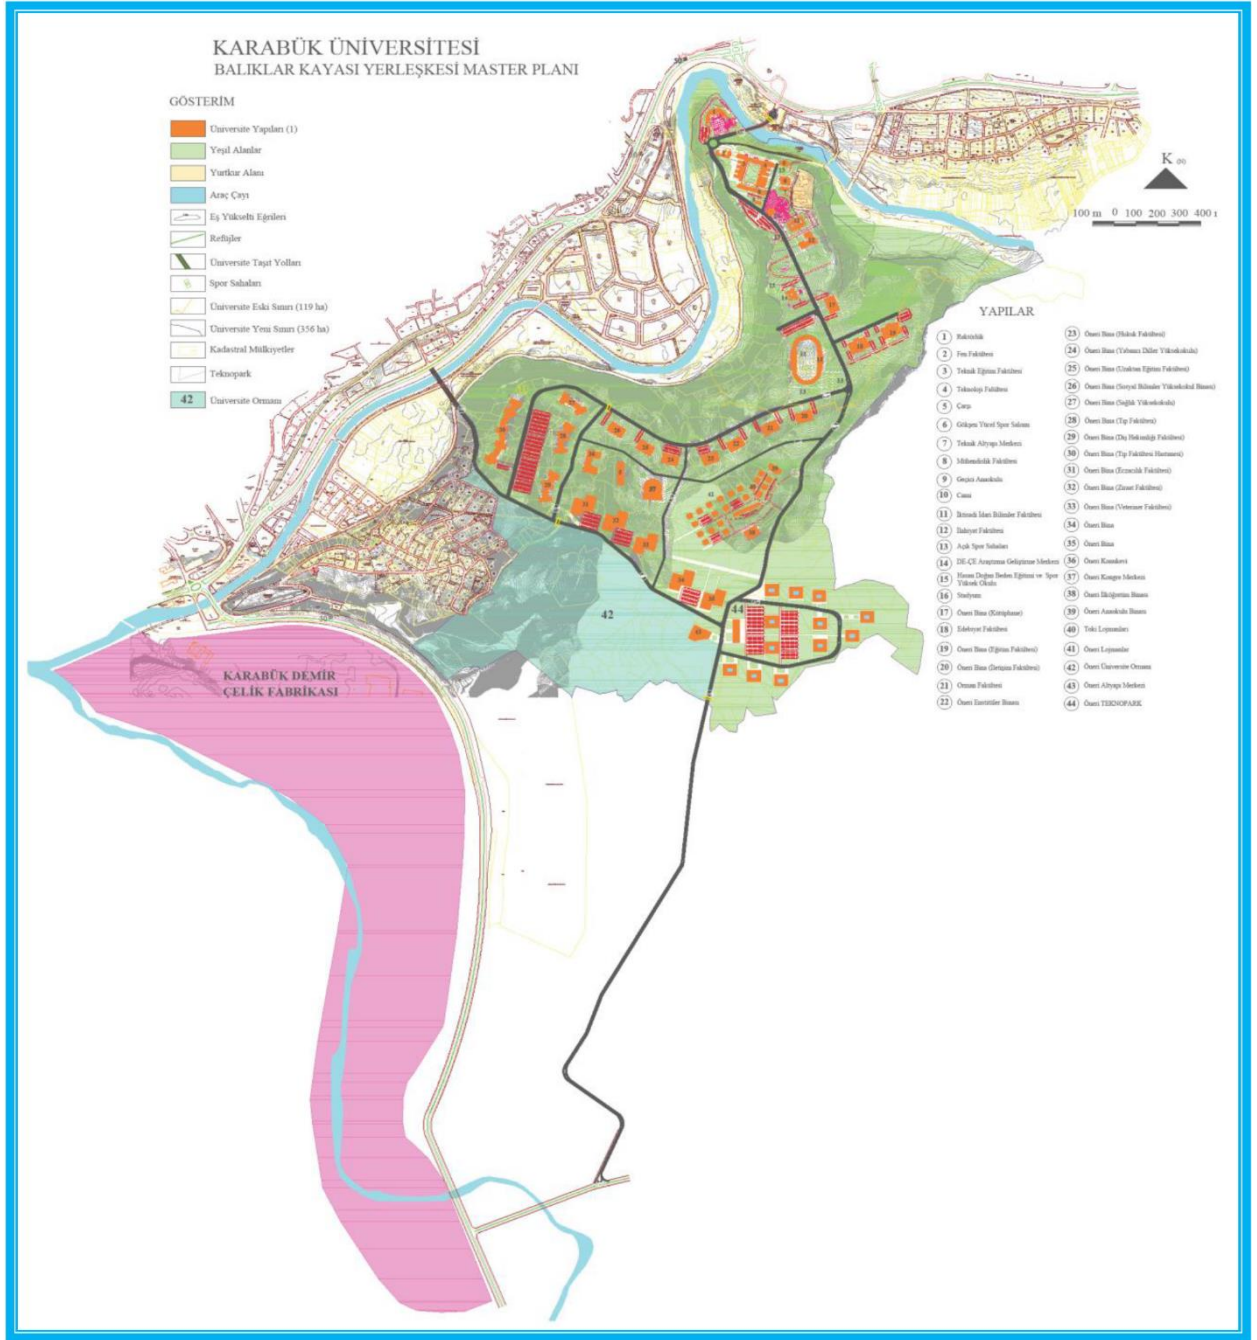 KARABÜK ÜNİVERSİTESİ
BALIKLAR KAYASI YERLEŞKESİ MASTER PLANI
GÖSTERİM
Üniversite Yapıları (1)
Yeşil Alanlar
Yurtkur Alanı
Araç Çayı
Eş Yükselti Eğrileri
Refüjler
Üniversite Taşıt Yolları
Spor Sahaları
Üniversite Eski Sınırı (119 ha)
Üniversite Yeni Sınırı (356 ha)
Kadastral Mülkiyetler
Teknopark
42 Üniversite Ormanı
K (N)
100 m 0 100 200 300 400
YAPILAR
1 Rektörlük
2 Fen Fakültesi
3 Teknik Eğitim Fakültesi
4 Teknoloji Fakültesi
5 Çarşı
6 Gökçen Yücel Spor Salonu
7 Teknik Altyapı Merkezi
8 Mühendislik Fakültesi
9 Geçici Anaokulu
10 Cami
11 İktisadi İdari Bilimler Fakültesi
12 İlahiyat Fakültesi
13 Açık Spor Sahaları
14 DE-ÇE Araştırma Geliştirme Merkezi
15 Hasan Doğan Beden Eğitimi ve Spor
Yüksek Okulu
16 Stadyum
17 Öneri Bina (Kütüphane)
18 Edebiyat Fakültesi
19 Öneri Bina (Eğitim Fakültesi)
20 Öneri Bina (İletişim Fakültesi)
21 Orman Fakültesi
22 Öneri Enstitüler Binası
23 Öneri Bina (Hukuk Fakültesi)
24 Öneri Bina (Yabancı Diller Yüksekokulu)
25 Öneri Bina (Uzaktan Eğitim Fakültesi)
26 Öneri Bina (Sosyal Bilimler Yüksekokul Binası)
27 Öneri Bina (Sağlık Yüksekokulu)
28 Öneri Bina (Tıp Fakültesi)
29 Öneri Bina (Diş Hekimliği Fakültesi)
30 Öneri Bina (Tıp Fakültesi Hastanesi)
31 Öneri Bina (Eczacılık Fakültesi)
32 Öneri Bina (Ziraat Fakültesi)
33 Öneri Bina (Veteriner Fakültesi)
34 Öneri Bina
35 Öneri Bina
36 Öneri Konukevi
37 Öneri Kongre Merkezi
38 Öneri İlköğretim Binası
39 Öneri Anaokulu Binası
40 Toki Lojmanları
41 Öneri Lojmanlar
42 Öneri Üniversite Ormanı
43 Öneri Altyapı Merkezi
44 Öneri TEKNOPARK
37
41
42
44
KARABÜK DEMİR
ÇELİK FABRİKASI